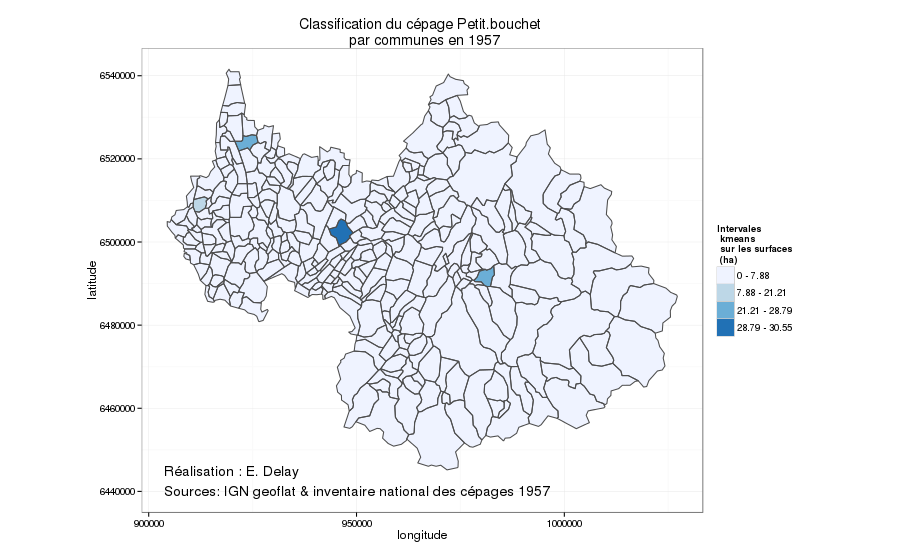 Classification du cépage Petit.bouchet
par communes en 1957
6540000
6520000
6500000
6480000
6460000
6440000
latitude
900000
950000
1000000
longitude
Réalisation : E. Delay
Sources: IGN geoflat & inventaire national des cépages 1957
Intervales
kmeans
sur les surfaces
(ha)
0 - 7.88
7.88 - 21.21
21.21 - 28.79
28.79 - 30.55